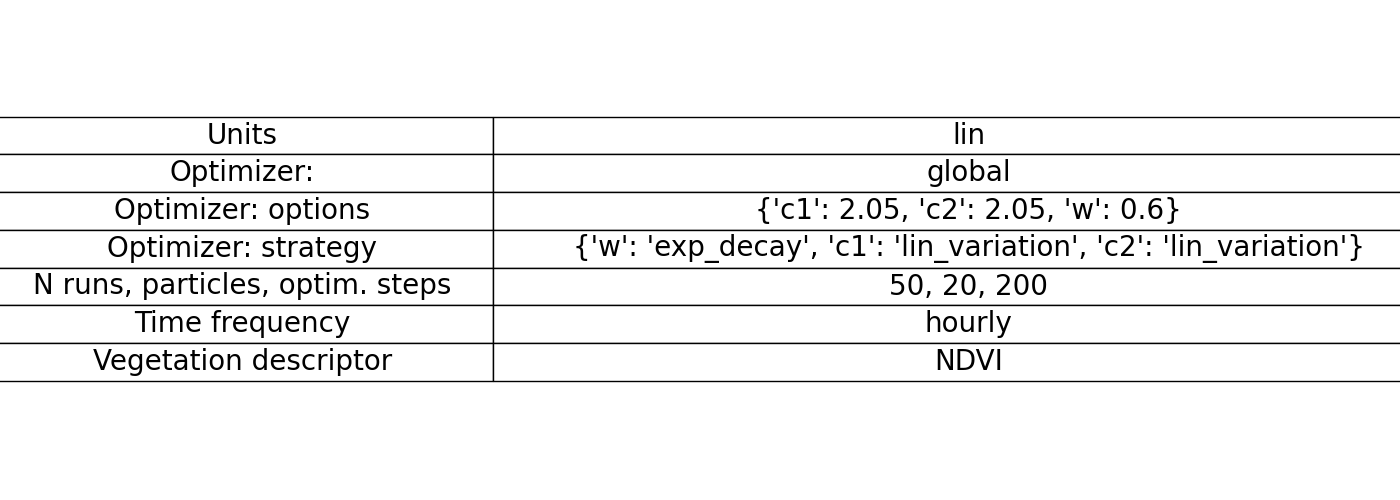 Units lin
Optimizer: global
Optimizer: options {'c1': 2.05, 'c2': 2.05, 'w': 0.6}
Optimizer: strategy {'w': 'exp_decay', 'c1': 'lin_variation', 'c2': 'lin_variation'}
N runs, particles, optim. steps 50, 20, 200
Time frequency hourly
Vegetation descriptor NDVI